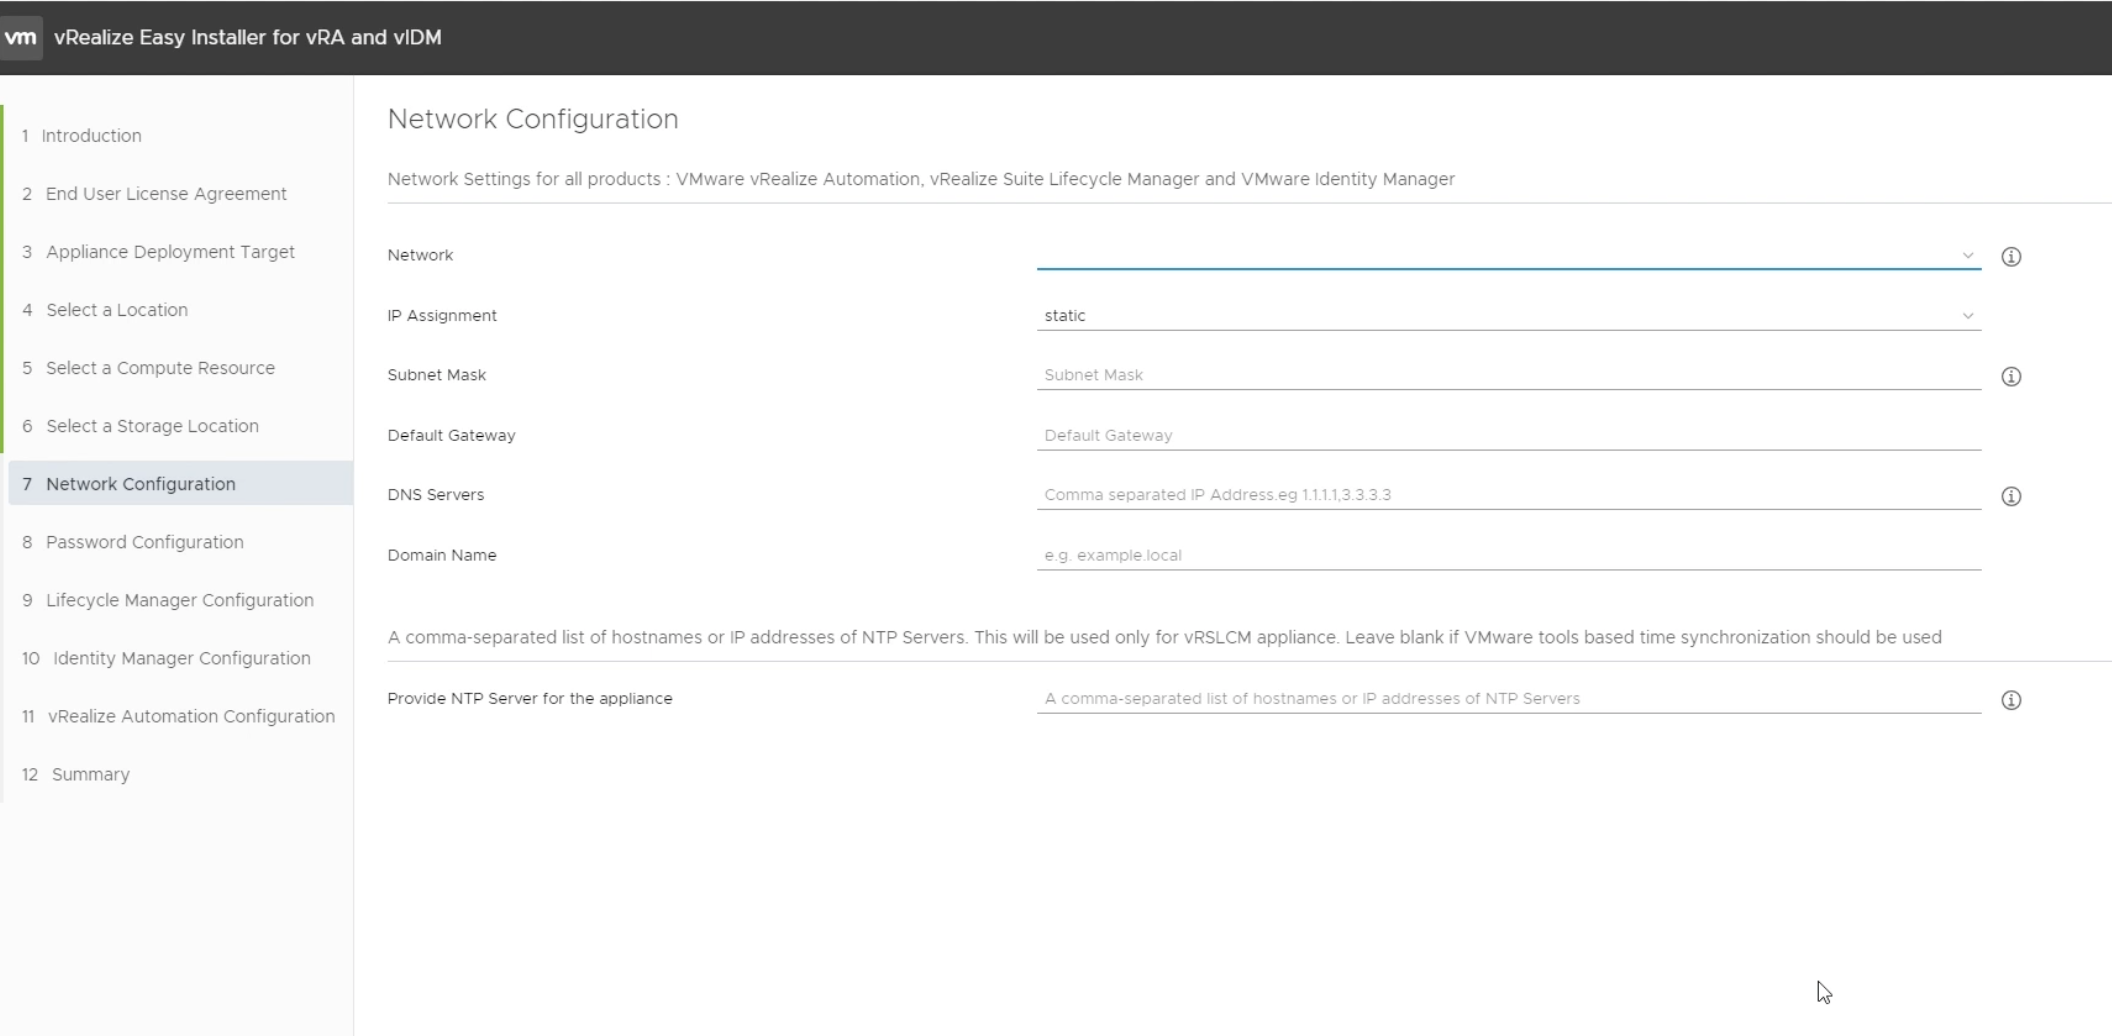 vm vRealize Easy Installer for vRA and vIDM
1 Introduction
2 End User License Agreement
3 Appliance Deployment Target
4 Select a Location
5 Select a Compute Resource
6 Select a Storage Location
7 Network Configuration
8 Password Configuration
9 Lifecycle Manager Configuration
10 Identity Manager Configuration
11 vRealize Automation Configuration
12 Summary
Network Configuration
Network Settings for all products : VMware vRealize Automation, vRealize Suite Lifecycle Manager and VMware Identity Manager
Network
IP Assignment static
Subnet Mask Subnet Mask
Default Gateway Default Gateway
DNS Servers Comma separated IP Address.eg 1.1.1.1,3.3.3.3
Domain Name e.g. example.local
A comma-separated list of hostnames or IP addresses of NTP Servers. This will be used only for vRSLCM appliance. Leave blank if VMware tools based time synchronization should be used
Provide NTP Server for the appliance A comma-separated list of hostnames or IP addresses of NTP Servers